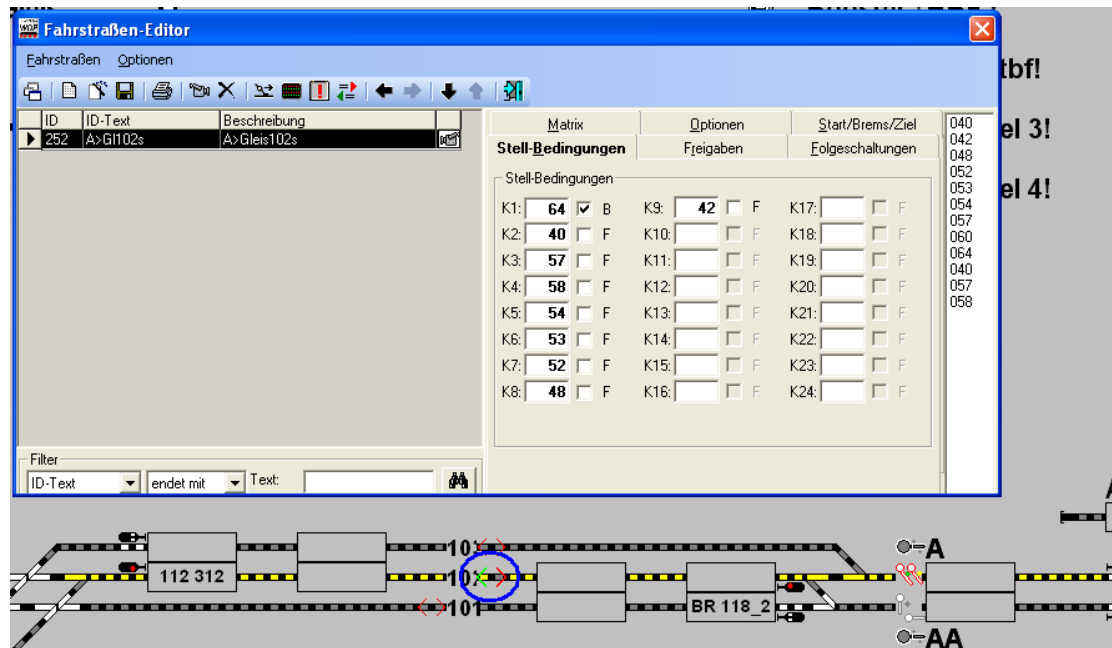 Fahrstraßen-Editor
Fahrstraßen Optionen
ID ID-Text Beschreibung
252 A>Gl102s A>Gleis102s
Matrix Optionen Start/Brems/Ziel
Stell-Bedingungen Freigaben Folgeschaltungen
Stell-Bedingungen
K1: 64 B K9: 42 F K17: F
K2: 40 F K10: F K18: F
K3: 57 F K11: F K19: F
K4: 58 F K12: F K20: F
K5: 54 F K13: F K21: F
K6: 53 F K14: F K22: F
K7: 52 F K15: F K23: F
K8: 48 F K16: F K24: F
040
042
048
052
053
054
057
060
064
040
057
058
tbf!
el 3!
el 4!
Filter
ID-Text endet mit Text:
A
112 312
101
BR 118_2
AA